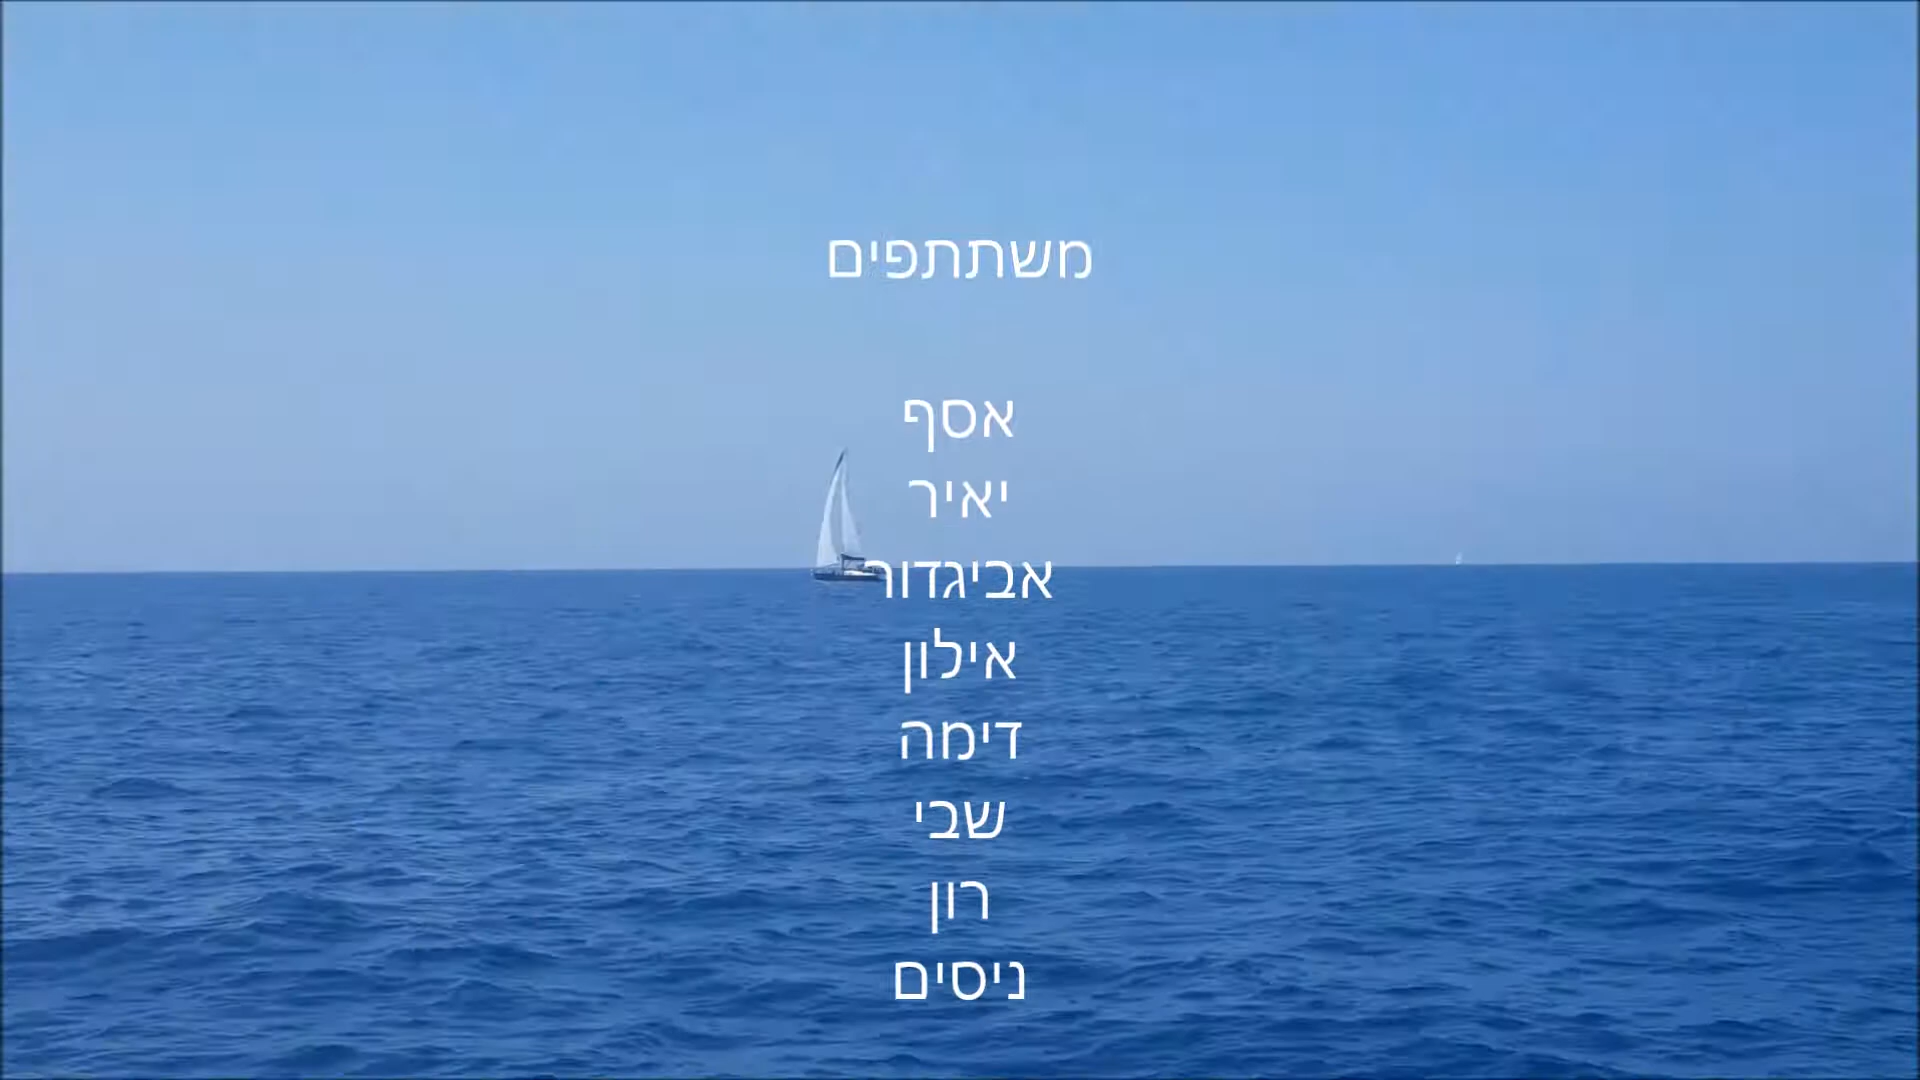 משתתפים
אסף
יאיר
אביגדור
אילון
דימה
שבי
רון
ניסים